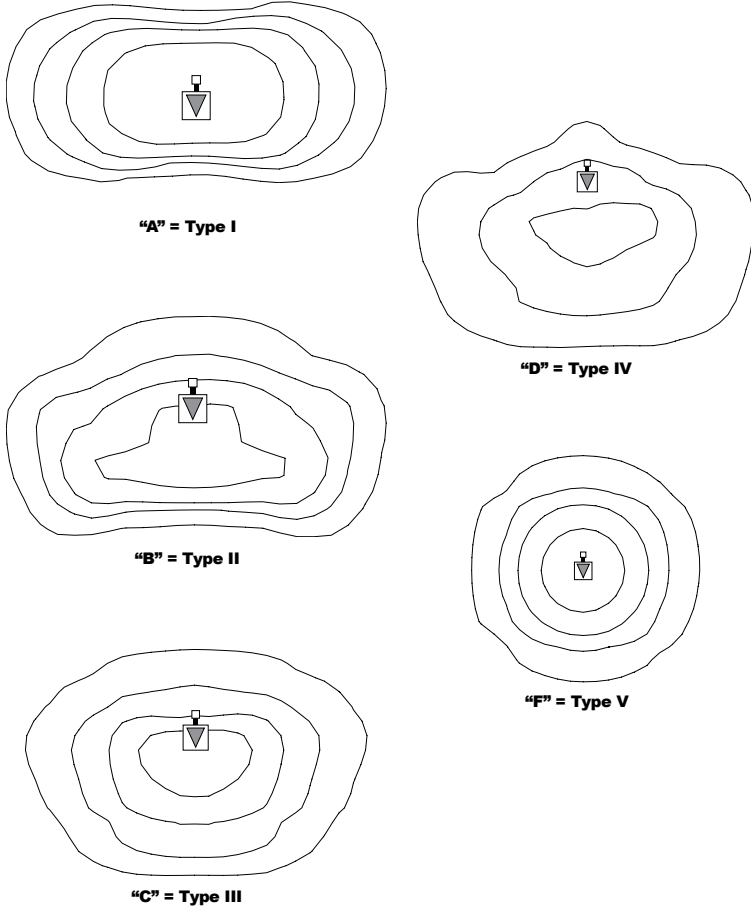 “A” = Type I
“B” = Type II
“C” = Type III
“D” = Type IV
“F” = Type V